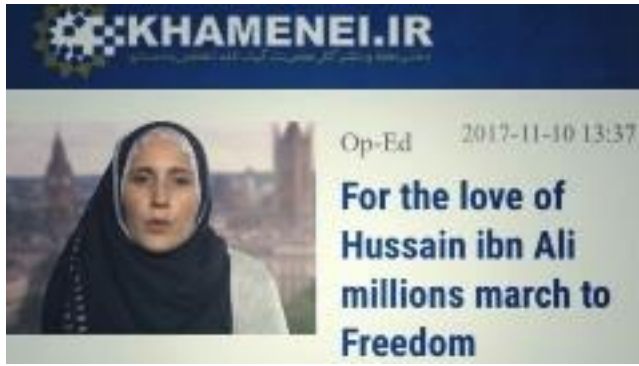 KHAMENEI.IR
Op-Ed 2017-11-10 13:37
For the love of
Hussain ibn Ali
millions march to
Freedom